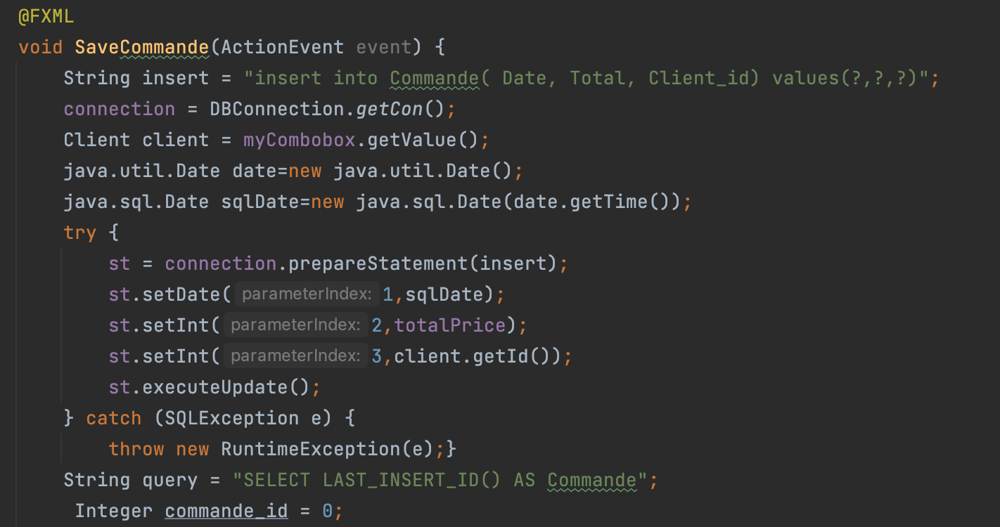 @FXML
void SaveCommande(ActionEvent event) {
String insert = "insert into Commande( Date, Total, Client_id) values(?,?,?)";
connection = DBConnection.getCon();
Client client = myCombobox.getValue();
java.util.Date date=new java.util.Date();
java.sql.Date sqlDate=new java.sql.Date(date.getTime());
try {
st = connection.prepareStatement(insert);
st.setDate( parameterIndex: 1,sqlDate);
st.setInt( parameterIndex: 2,totalPrice);
st.setInt( parameterIndex: 3,client.getId());
st.executeUpdate();
} catch (SQLException e) {
throw new RuntimeException(e);}
String query = "SELECT LAST_INSERT_ID() AS Commande";
Integer commande_id = 0;